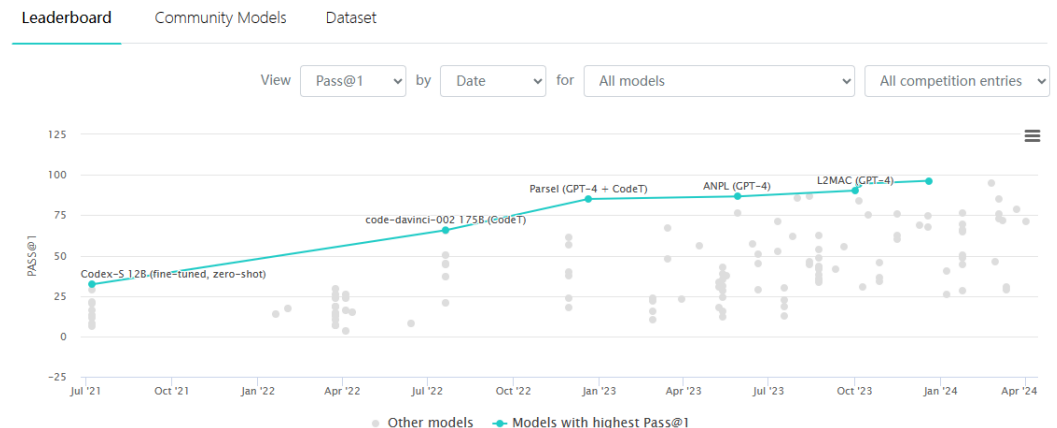 Leaderboard Community Models Dataset
View Pass@1 by Date for All models All competition entries
125
100
75
50
25
0
-25
PASS@1
Codex-S 12B (fine-tuned, zero-shot)
code-davinci-002 175B (CodeT)
Parsel (GPT-4 + CodeT)
ANPL (GPT-4)
L2MAC (GPT-4)
Jul '21 Oct '21 Jan '22 Apr '22 Jul '22 Oct '22 Jan '23 Apr '23 Jul '23 Oct '23 Jan '24 Apr '24
Other models Models with highest Pass@1